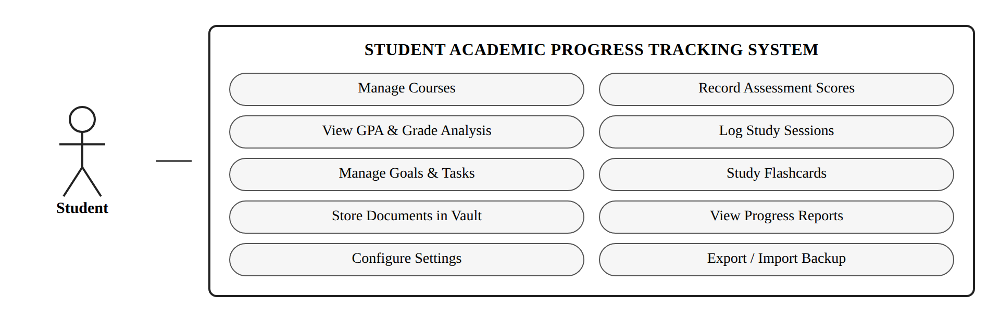 STUDENT ACADEMIC PROGRESS TRACKING SYSTEM
Manage Courses
Record Assessment Scores
View GPA & Grade Analysis
Log Study Sessions
Manage Goals & Tasks
Study Flashcards
Student
Store Documents in Vault
View Progress Reports
Configure Settings
Export / Import Backup